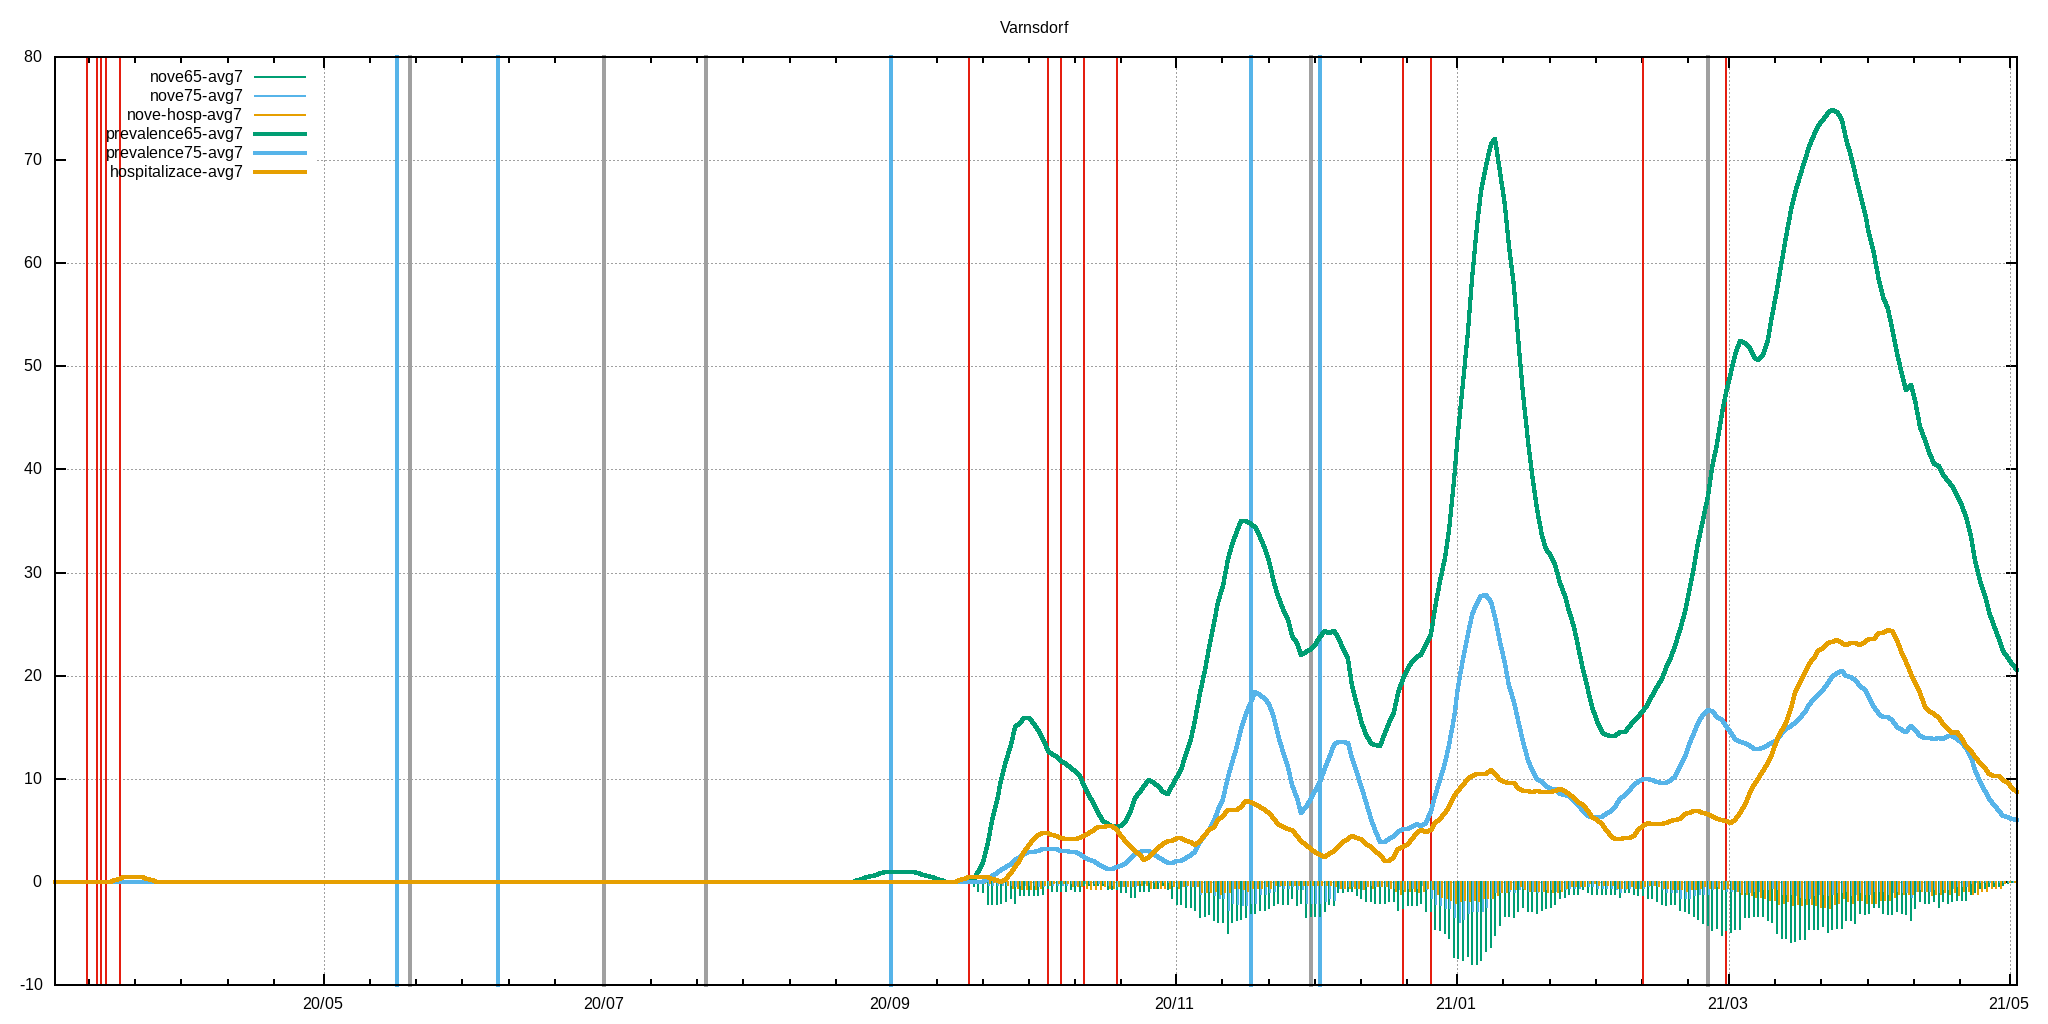 Varnsdorf
80
70
60
50
40
30
20
10
0
-10
nove65-avg7
nove75-avg7
nove-hosp-avg7
prevalence65-avg7
prevalence75-avg7
hospitalizace-avg7
20/05 20/07 20/09 20/11 21/01 21/03 21/05